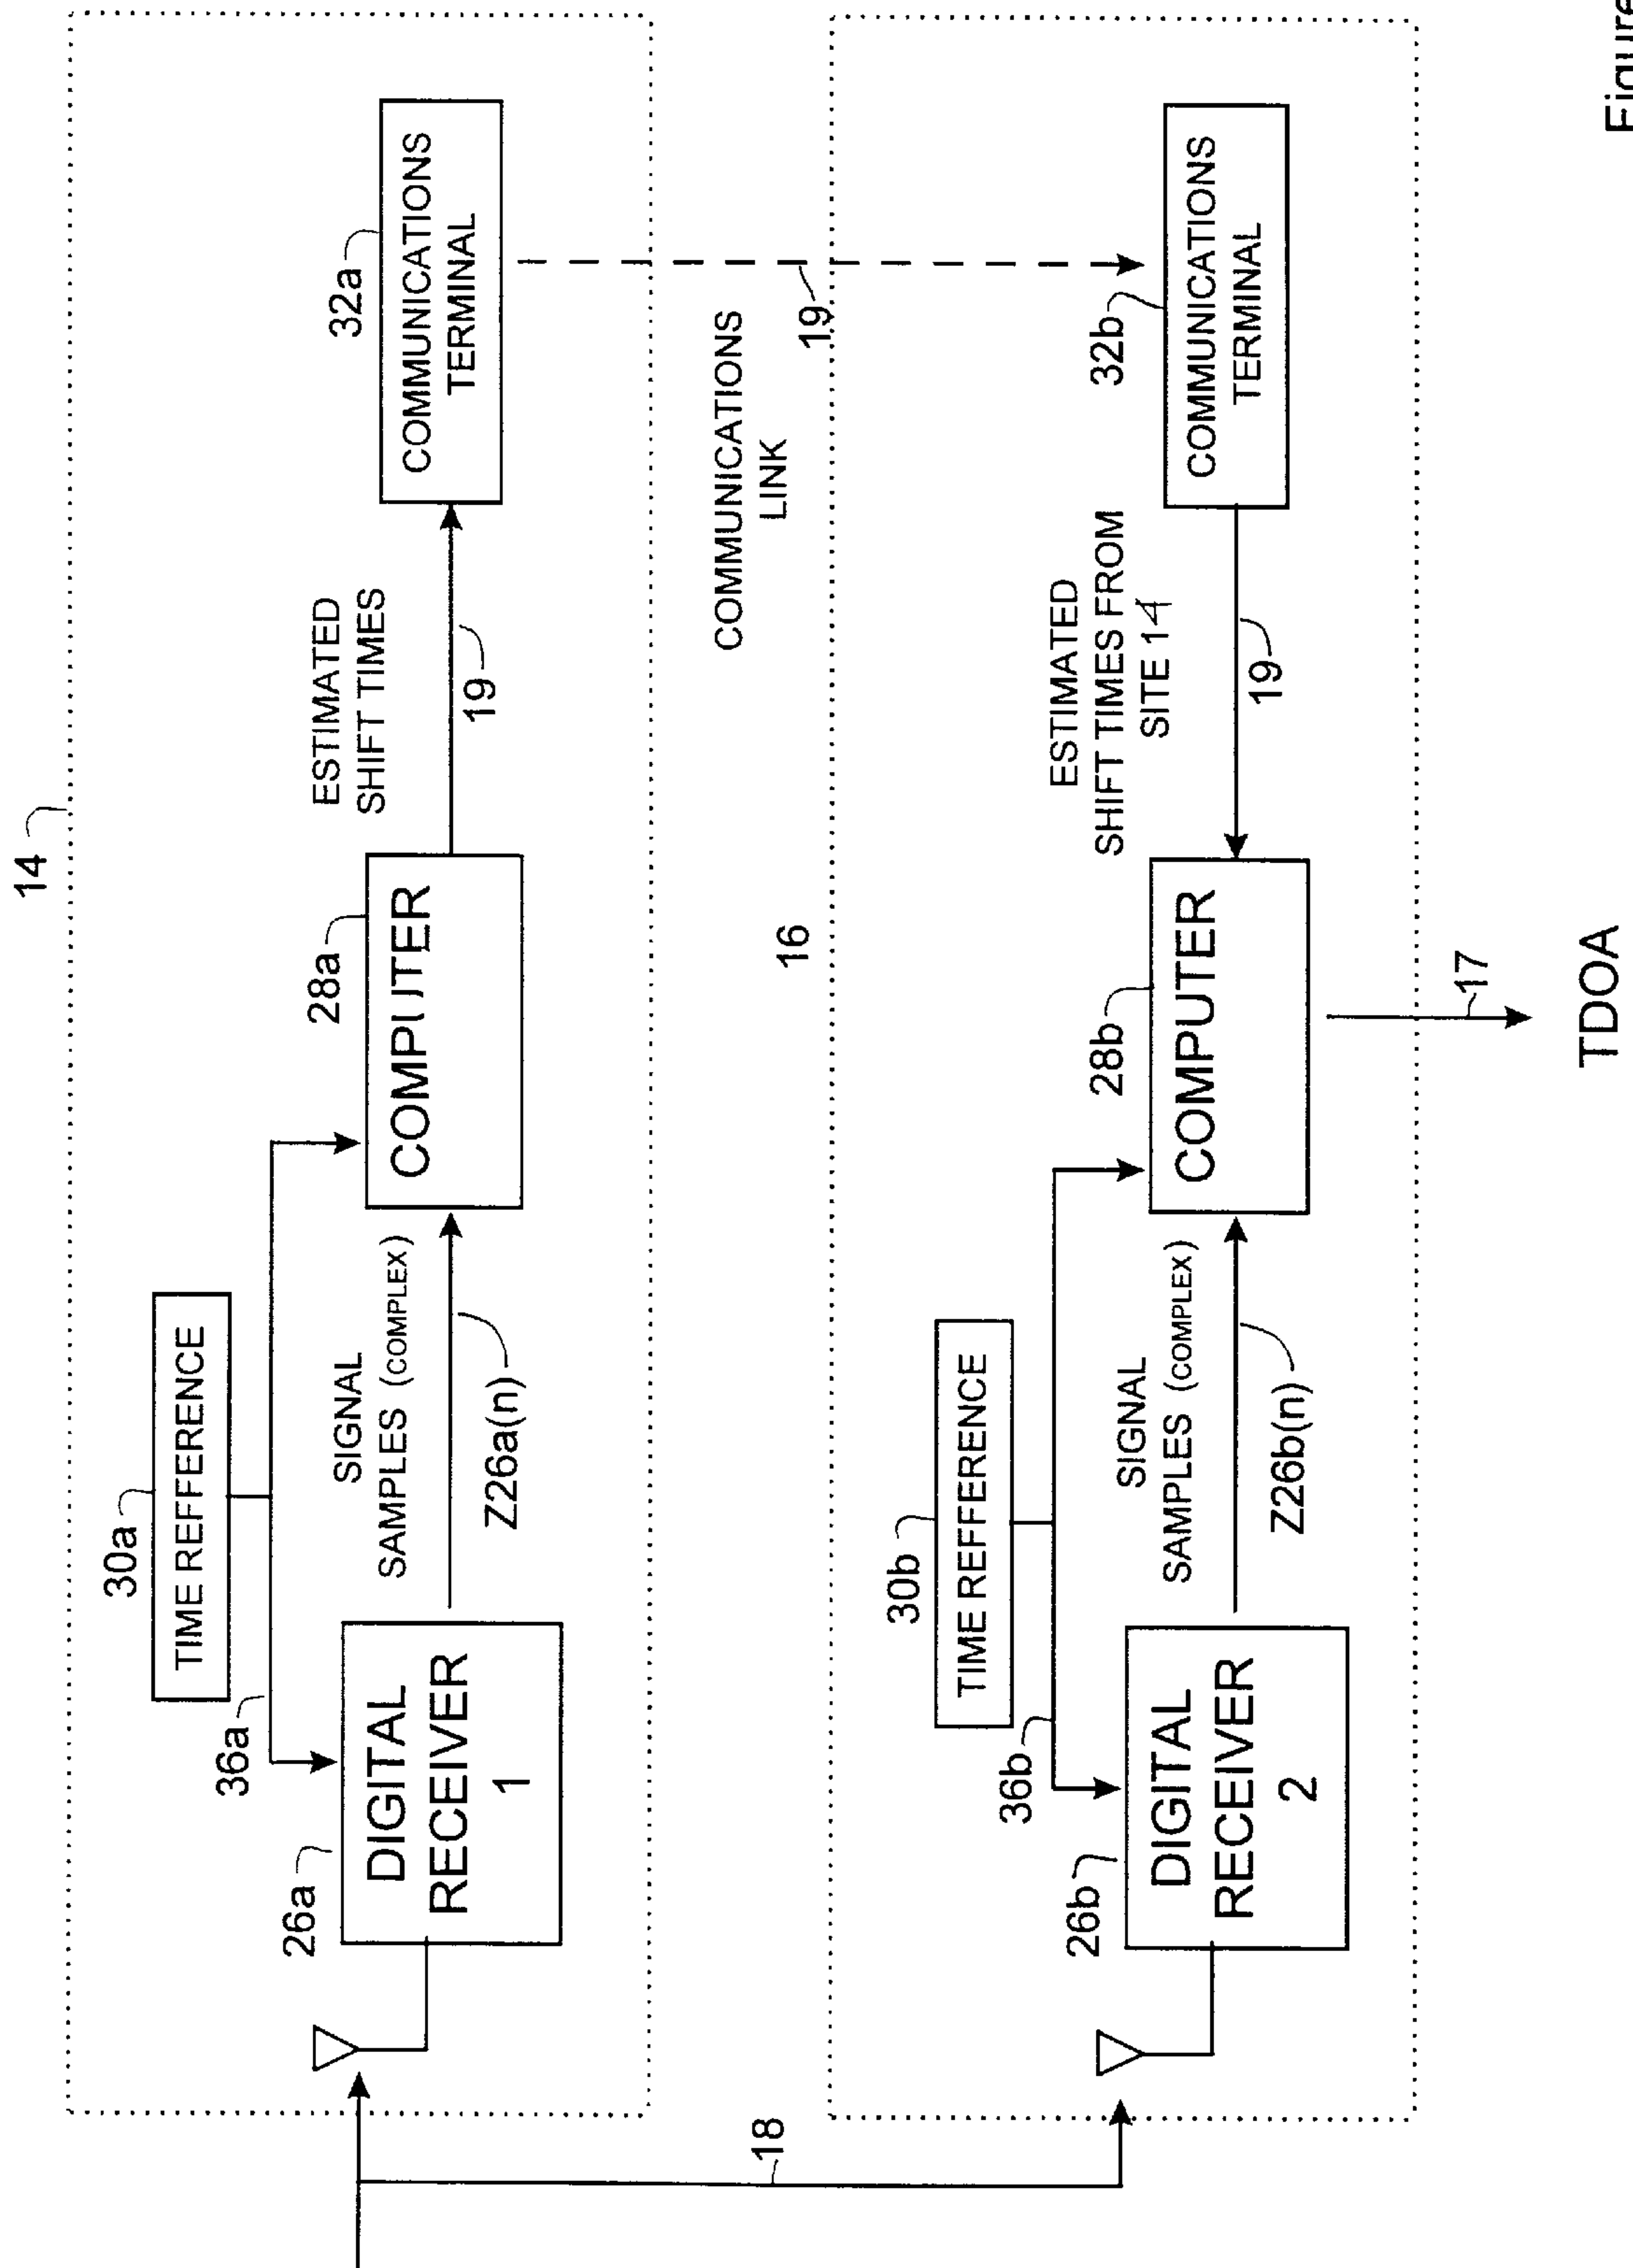 14
30a
TIME REFFERENCE
36a
26a
DIGITAL
RECEIVER
1
SIGNAL
SAMPLES (COMPLEX)
Z26a(n)
28a
COMPUTER
ESTIMATED
SHIFT TIMES
19
32a
COMMUNICATIONS
TERMINAL
18
16
COMMUNICATIONS
LINK
19
30b
TIME REFFERENCE
36b
26b
DIGITAL
RECEIVER
2
SIGNAL
SAMPLES (COMPLEX)
Z26b(n)
28b
COMPUTER
ESTIMATED
SHIFT TIMES FROM
SITE 14
19
32b
COMMUNICATIONS
TERMINAL
17
TDOA
Figure